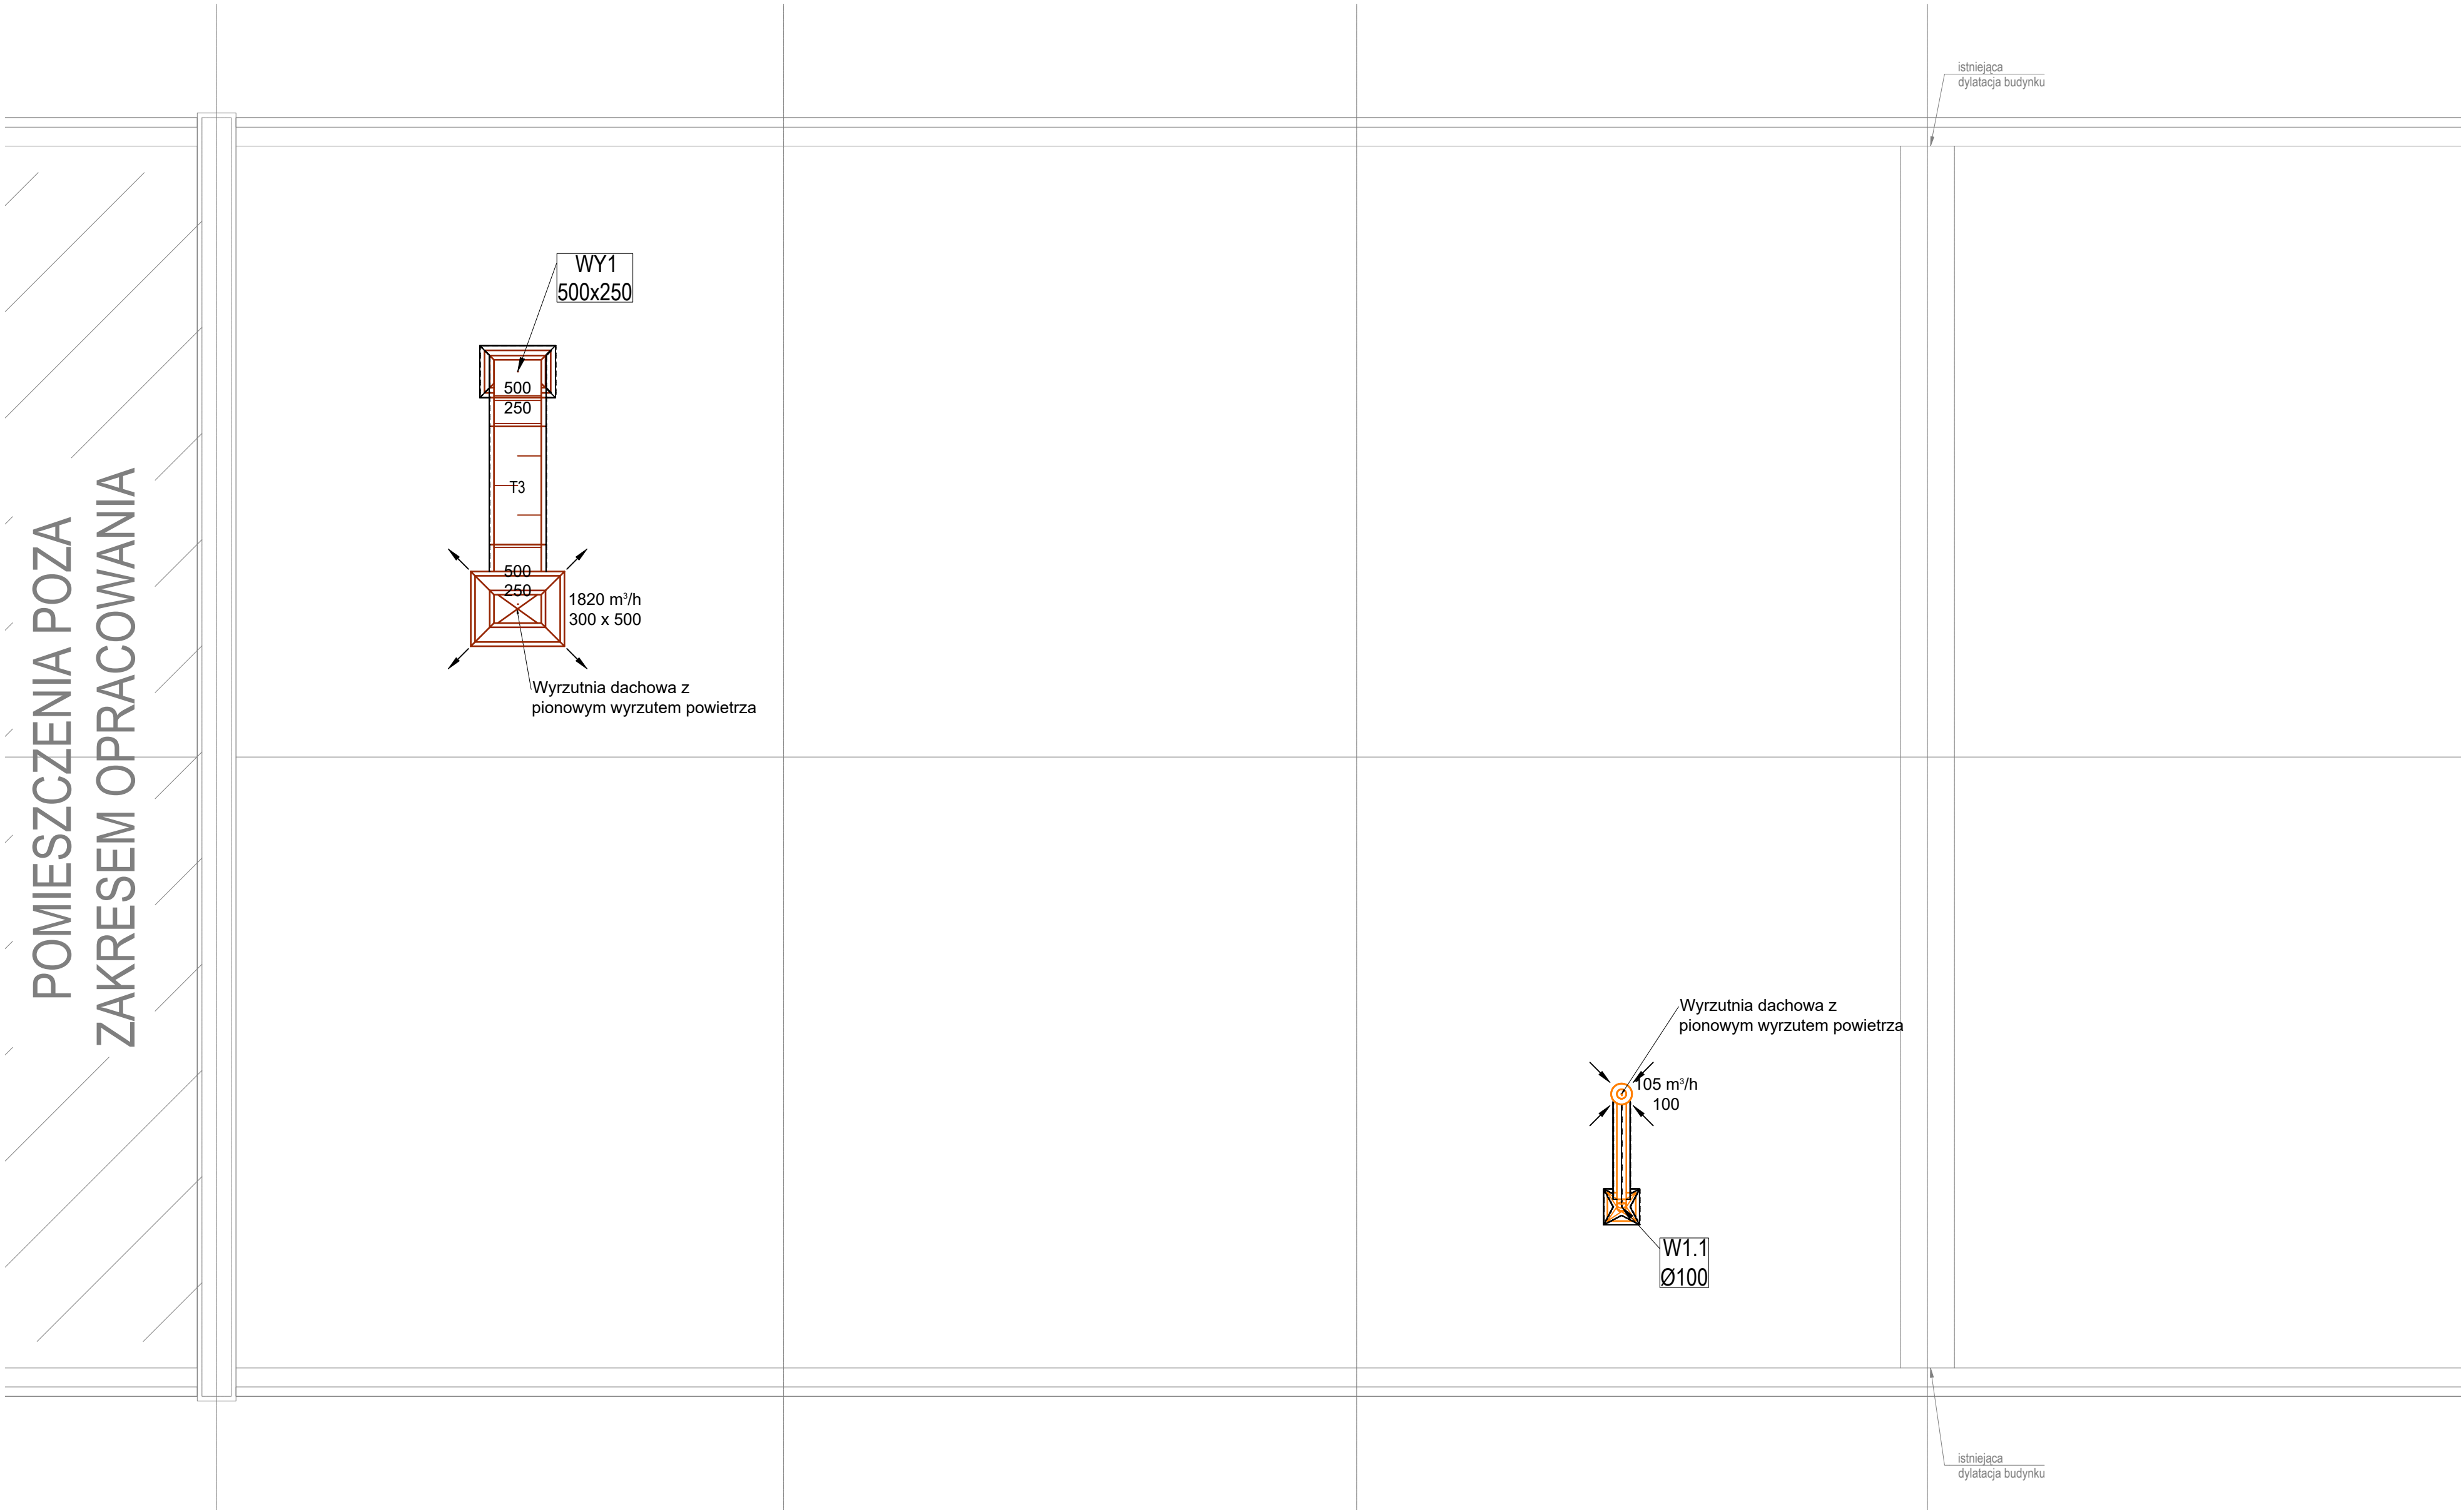 istniejąca
dylatacja budynku
WY1
500x250
500
250
T3
500
250
1820 m³/h
300 x 500
Wyrzutnia dachowa z
pionowym wyrzutem powietrza
POMIESZCZENIA POZA
ZAKRESEM OPRACOWANIA
Wyrzutnia dachowa z
pionowym wyrzutem powietrza
105 m³/h
100
W1.1
Ø100
istniejąca
dylatacja budynku